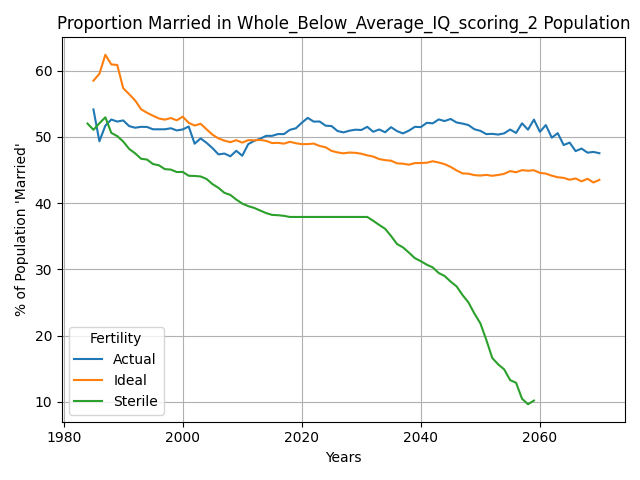 Proportion Married in Whole_Below_Average_IQ_scoring_2 Population
% of Population 'Married'
60
50
40
30
20
10
Fertility
Actual
Ideal
Sterile
1980
2000
2020
2040
2060
Years